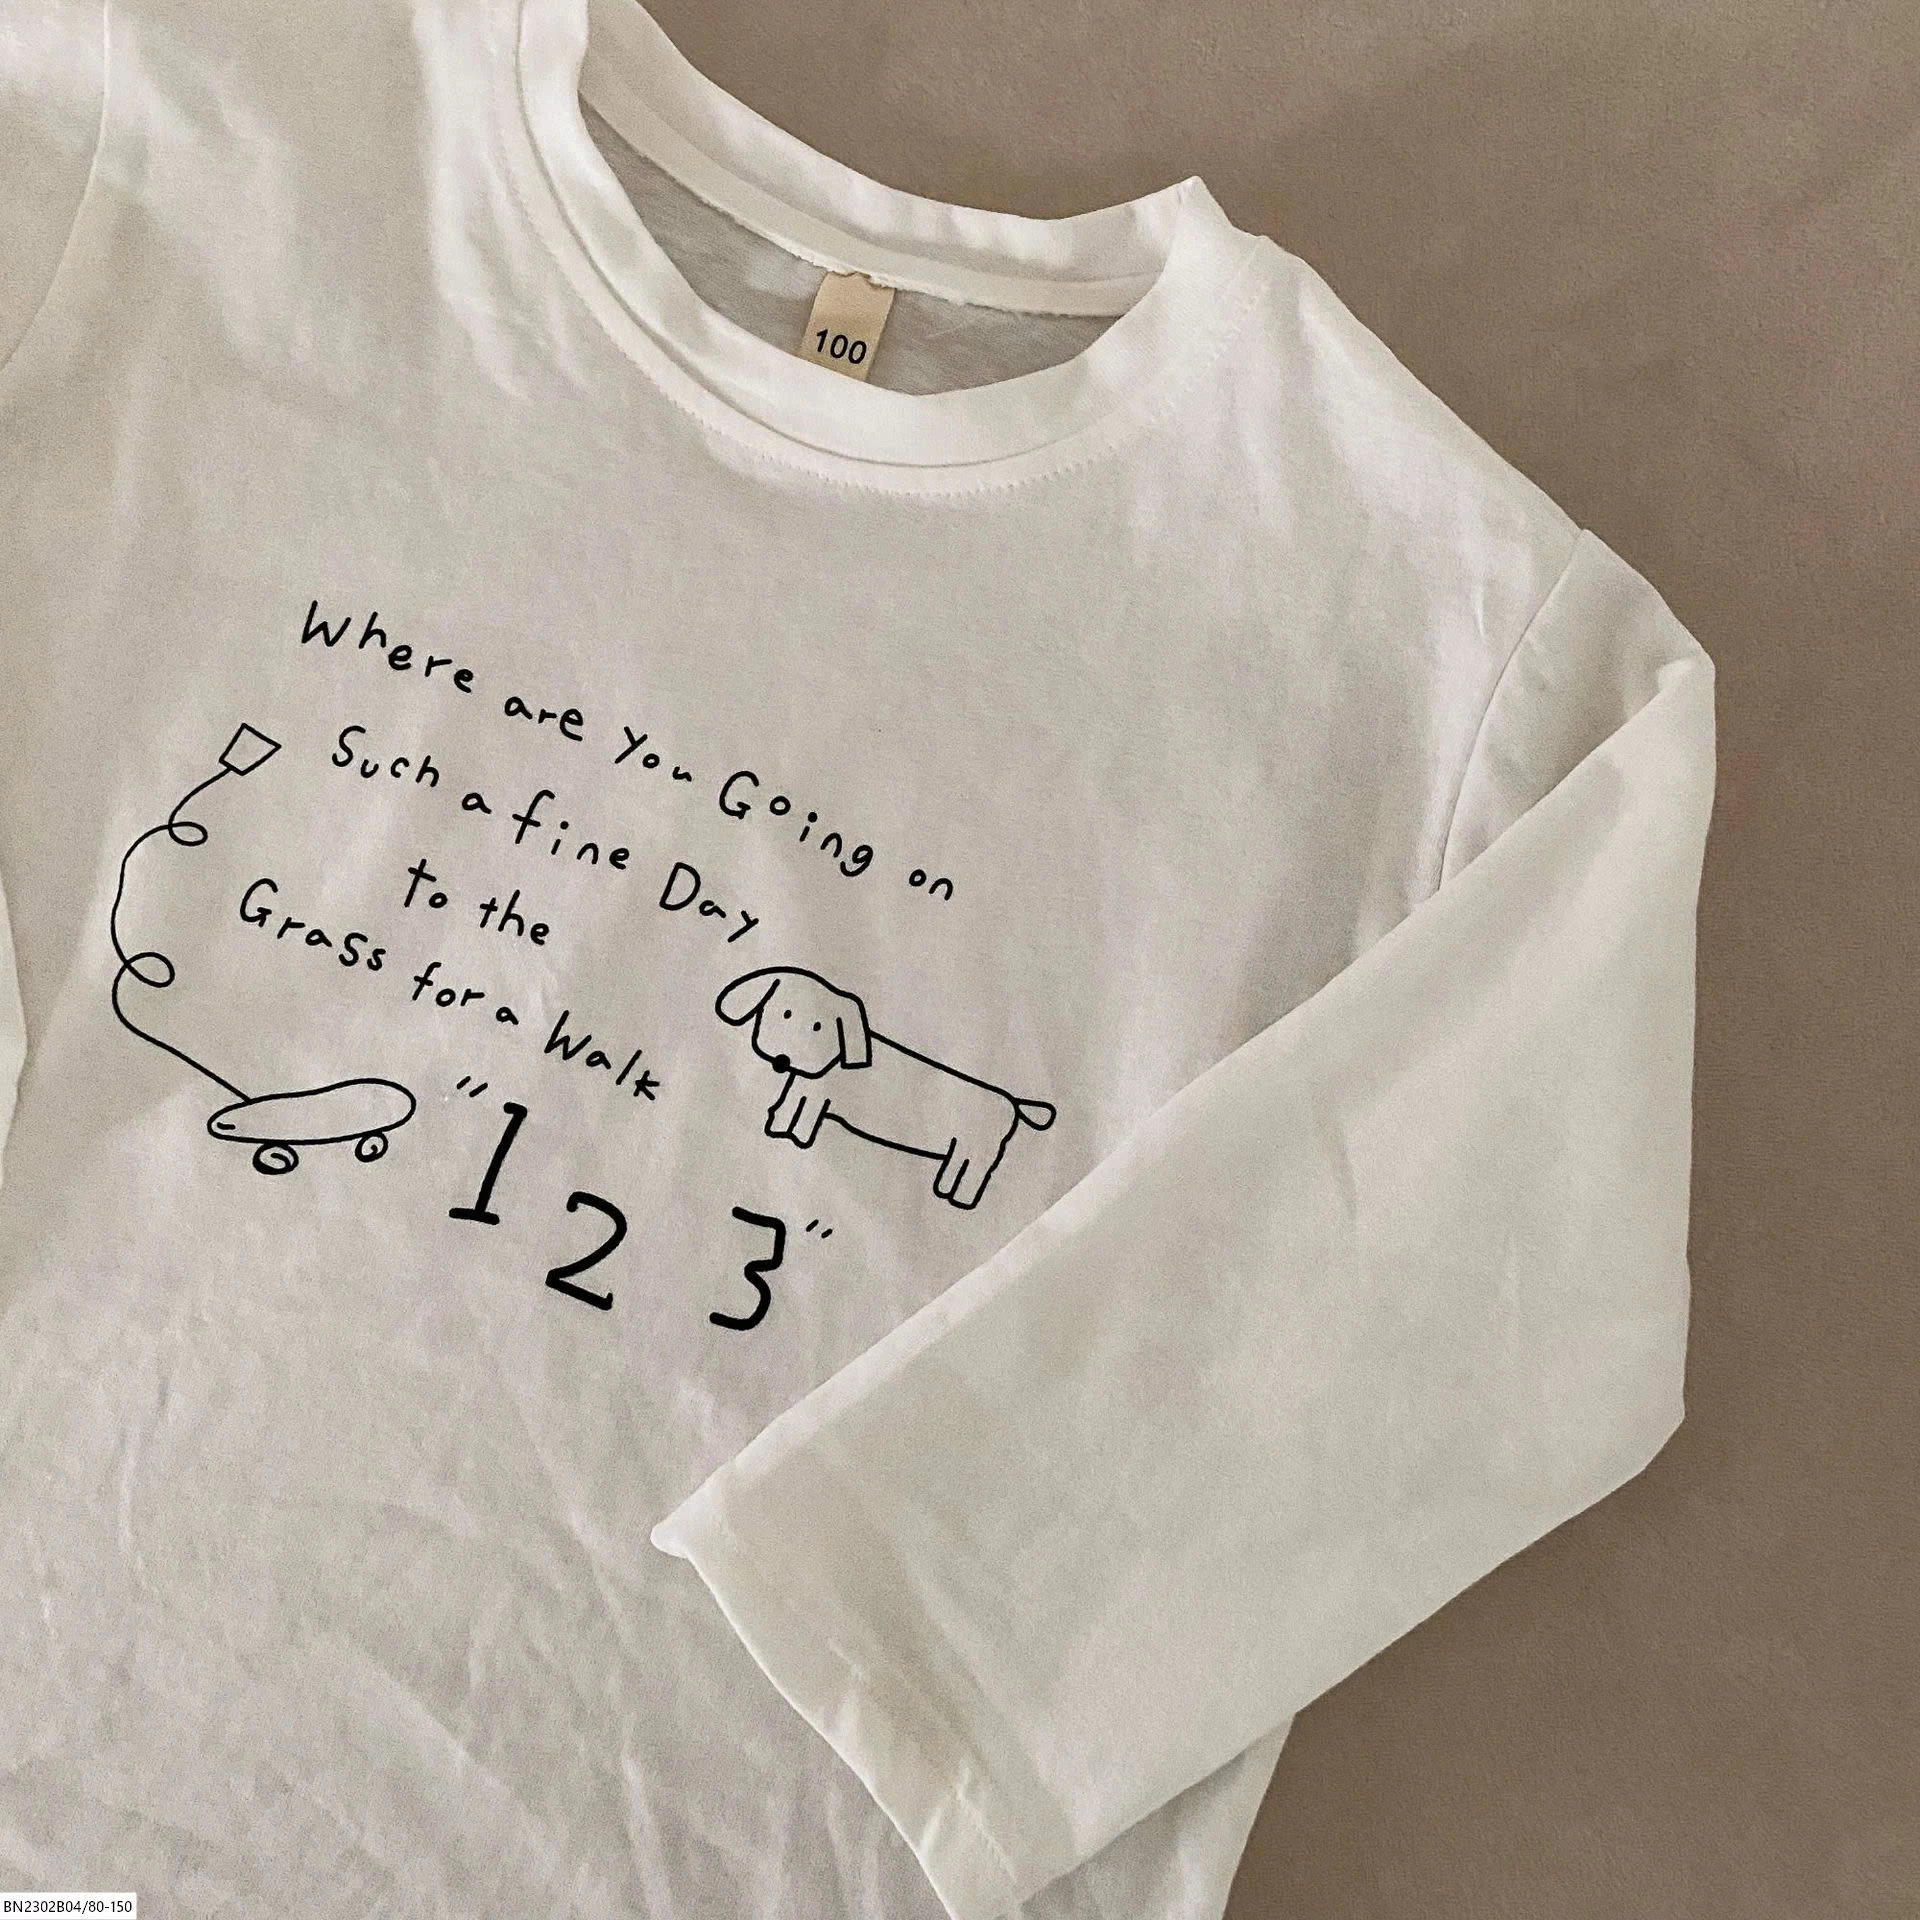 100
Where are You Going on
Such a fine Day
to the
Grass for a Walk
"1
2
3"
BN2302B04/80-150